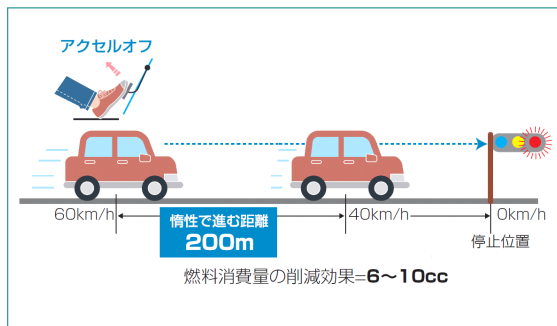 アクセルオフ
60km/h
惰性で進む距離
200m
40km/h
0km/h
停止位置
燃料消費量の削減効果=6〜10cc